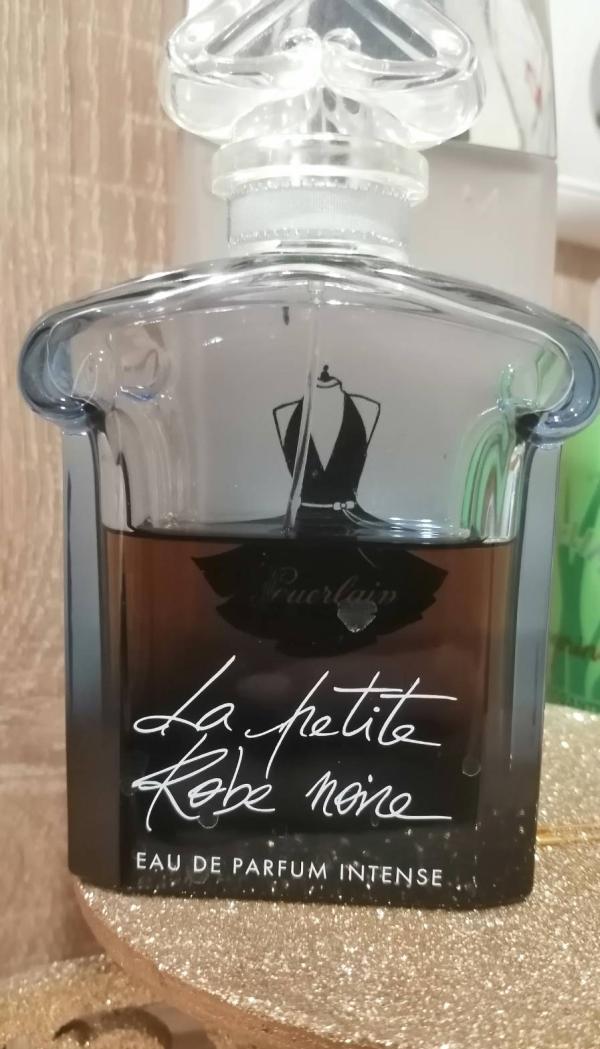 Guerlain
La petite
Robe noire
EAU DE PARFUM INTENSE